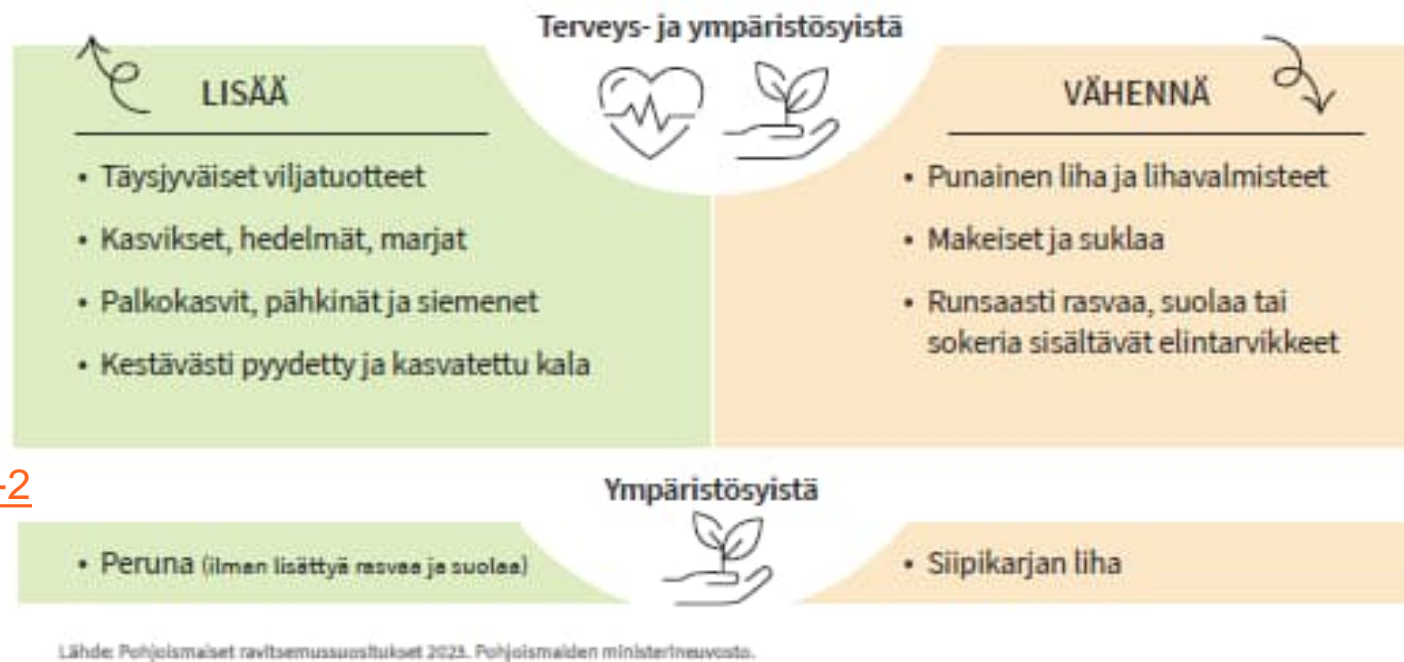 Terveys- ja ympäristösyistä
LISÄÄ
• Täysjyväiset viljatuotteet
• Kasvikset, hedelmät, marjat
• Palkokasvit, pähkinät ja siemenet
• Kestävästi pyydetty ja kasvatettu kala
VÄHENNÄ
• Punainen liha ja lihavalmisteet
• Makeiset ja suklaa
• Runsaasti rasvaa, suolaa tai
sokeria sisältävät elintarvikkeet
-2
Ympäristösyistä
• Peruna (ilman lisättyä rasvaa ja suolaa)
• Siipikarjan liha
Lähde: Pohjoismaiset ravitsemussuositukset 2023. Pohjoismaiden ministerineuvosto.